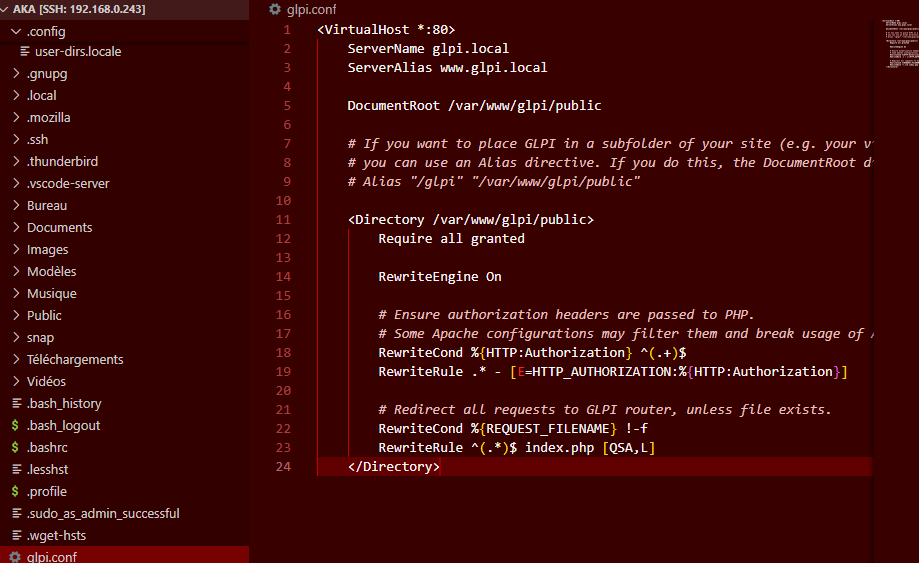 AKA [SSH: 192.168.0.243]
.config
user-dirs.locale
.gnupg
.local
.mozilla
.ssh
.thunderbird
.vscode-server
Bureau
Documents
Images
Modèles
Musique
Public
snap
Téléchargements
Vidéos
.bash_history
$ .bash_logout
$ .bashrc
.lesshst
$ .profile
.sudo_as_admin_successful
.wget-hsts
glpi.conf
glpi.conf
1 <VirtualHost *:80>
2 ServerName glpi.local
3 ServerAlias www.glpi.local
4
5 DocumentRoot /var/www/glpi/public
6
7 # If you want to place GLPI in a subfolder of your site (e.g. your
8 # you can use an Alias directive. If you do this, the DocumentRoot
9 # Alias "/glpi" "/var/www/glpi/public"
10
11 <Directory /var/www/glpi/public>
12 Require all granted
13
14 RewriteEngine On
15
16 # Ensure authorization headers are passed to PHP.
17 # Some Apache configurations may filter them and break usage of
18 RewriteCond %{HTTP:Authorization} ^(.+)$
19 RewriteRule .* - [E=HTTP_AUTHORIZATION:%{HTTP:Authorization}]
20
21 # Redirect all requests to GLPI router, unless file exists.
22 RewriteCond %{REQUEST_FILENAME} !-f
23 RewriteRule ^(.*)$ index.php [QSA,L]
24 </Directory>